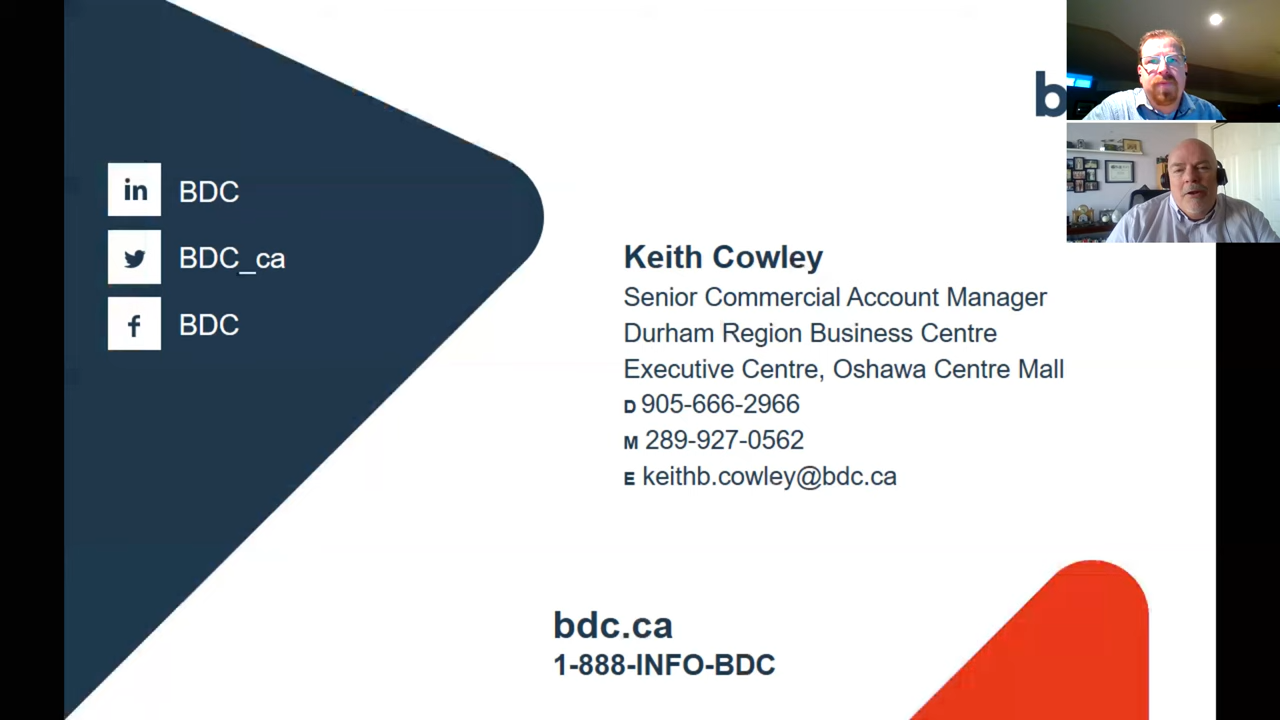 in BDC
BDC_ca
f BDC
b
Keith Cowley
Senior Commercial Account Manager
Durham Region Business Centre
Executive Centre, Oshawa Centre Mall
D 905-666-2966
M 289-927-0562
E keithb.cowley@bdc.ca
bdc.ca
1-888-INFO-BDC